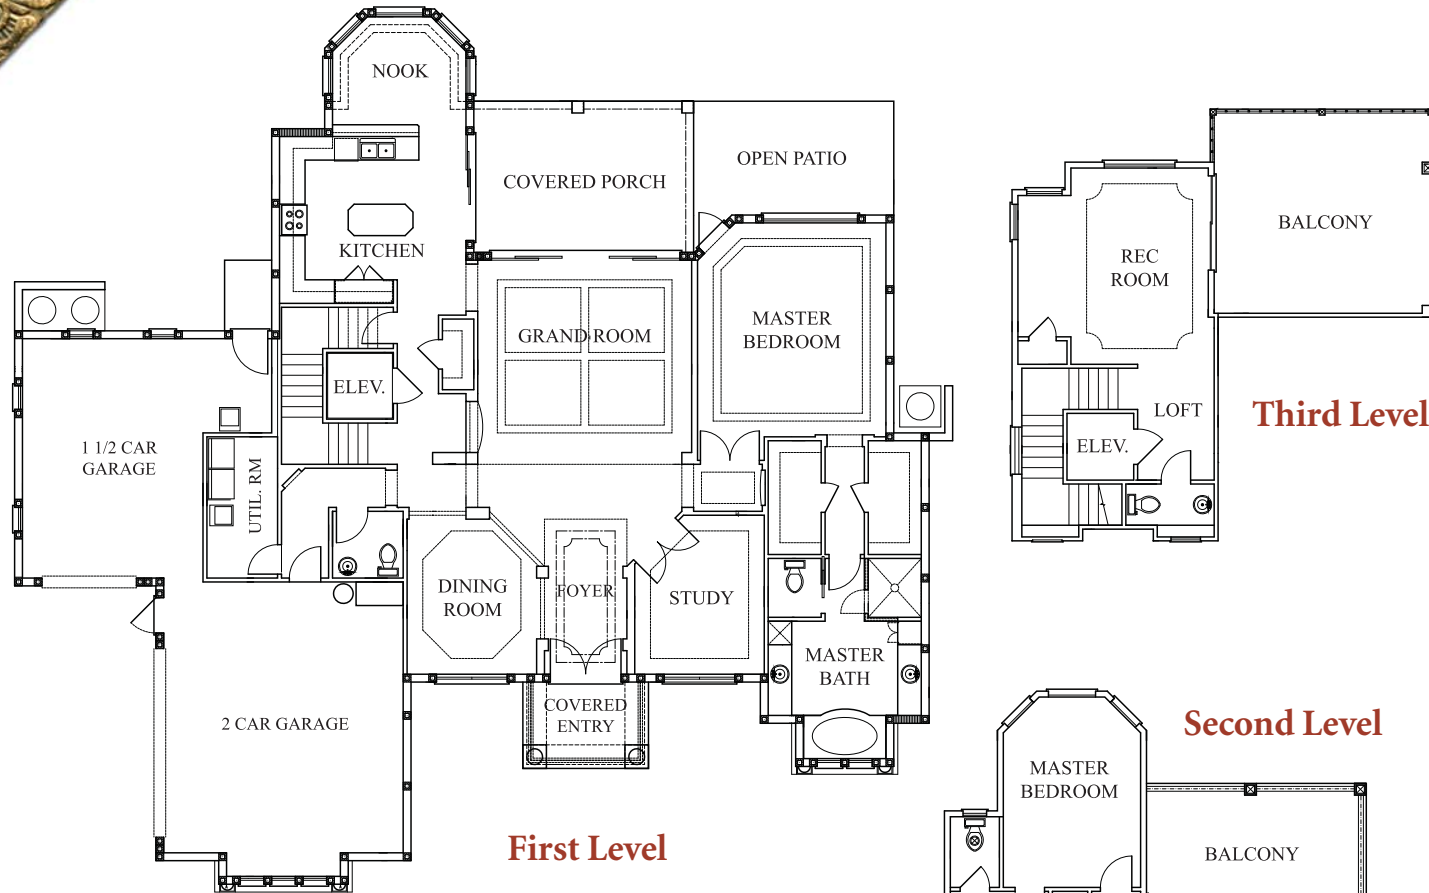 NOOK
OPEN PATIO
COVERED PORCH
KITCHEN
GRAND ROOM
MASTER
BEDROOM
ELEV.
1 1/2 CAR
GARAGE
UTIL. RM
DINING
ROOM
FOYER
STUDY
MASTER
BATH
COVERED
ENTRY
2 CAR GARAGE
First Level
BALCONY
REC
ROOM
LOFT
ELEV.
Third Level
Second Level
MASTER
BEDROOM
BALCONY